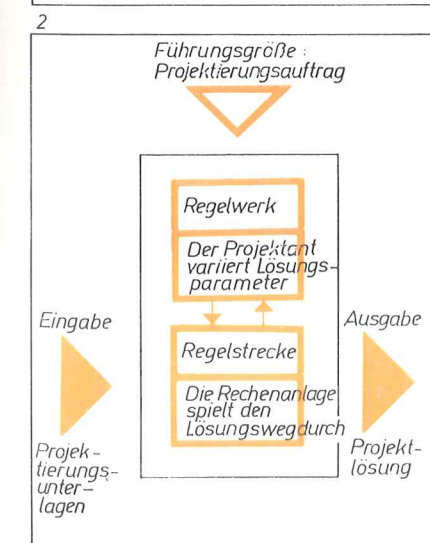 2
Führungsgröße :
Projektierungsauftrag
Regelwerk
Der Projektant
variiert Lösungs-
parameter
Eingabe
Ausgabe
Regelstrecke
Die Rechenanlage
spielt den
Lösungsweg durch
Projek-
tierungs-
unter-
lagen
Projekt-
lösung